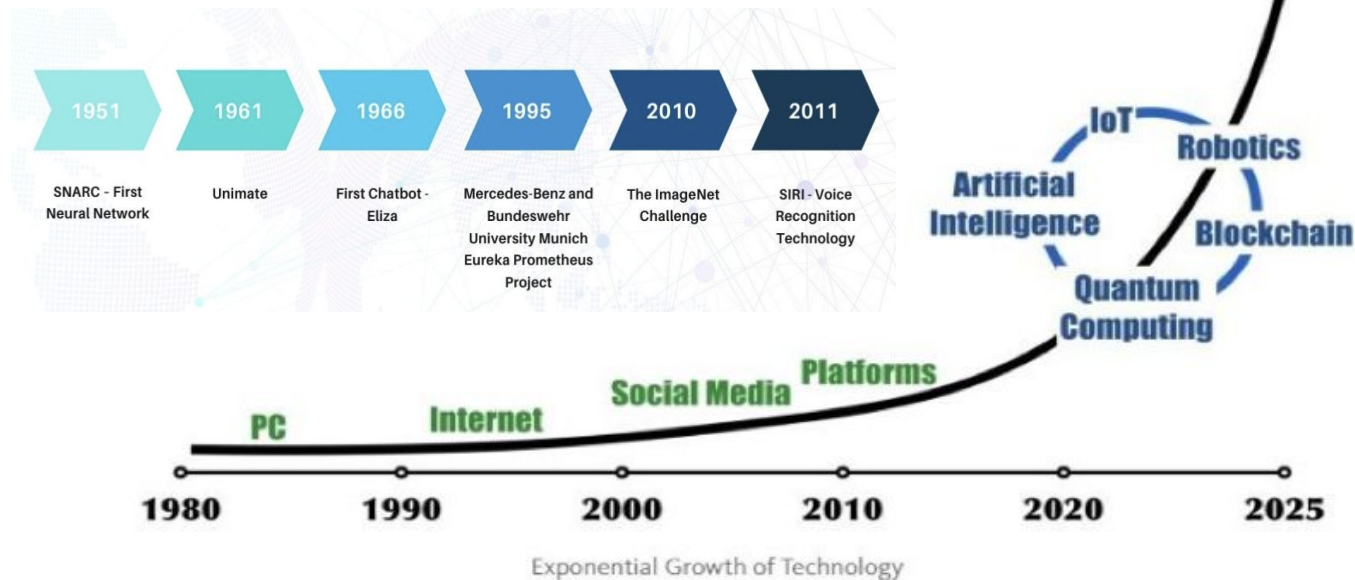 1951
1961
1966
1995
2010
2011
SNARC - First
Neural Network
Unimate
First Chatbot -
Eliza
Mercedes-Benz and
Bundeswehr
University Munich
Eureka Prometheus
Project
The ImageNet
Challenge
SIRI - Voice
Recognition
Technology
IoT
Robotics
Artificial
Intelligence
Blockchain
Quantum
Computing
PC
Internet
Social Media
Platforms
1980
1990
2000
2010
2020
2025
Exponential Growth of Technology